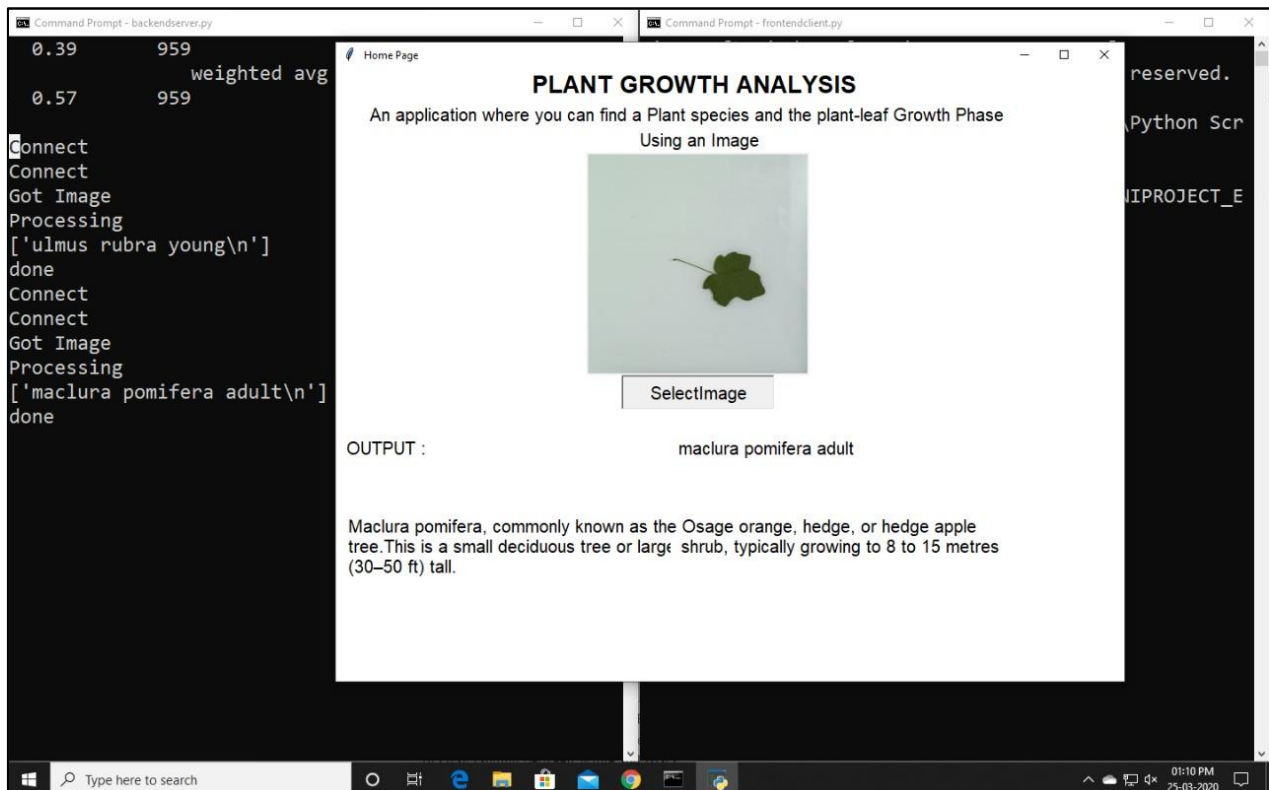 Command Prompt - backendserver.py
0.39 959
weighted avg
0.57 959
Connect
Connect
Got Image
Processing
['ulmus rubra young\n']
done
Connect
Connect
Got Image
Processing
['maclura pomifera adult\n']
done
Command Prompt - frontendclient.py
reserved.
\Python Scr
NIPROJECT_E
Home Page
PLANT GROWTH ANALYSIS
An application where you can find a Plant species and the plant-leaf Growth Phase
Using an Image
SelectImage
OUTPUT : maclura pomifera adult
Maclura pomifera, commonly known as the Osage orange, hedge, or hedge apple
tree.This is a small deciduous tree or large shrub, typically growing to 8 to 15 metres
(30–50 ft) tall.
Type here to search
01:10 PM
25-03-2020